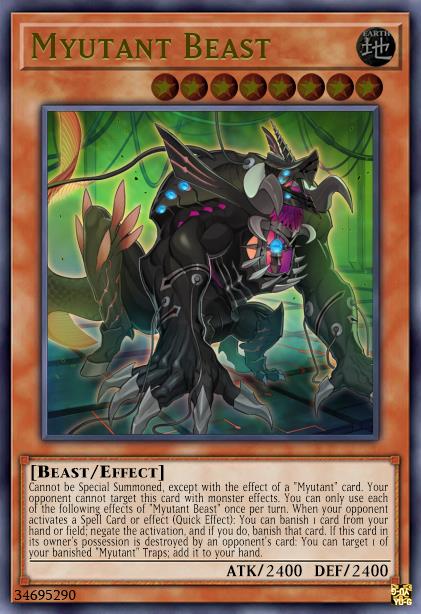 Myutant Beast
EARTH
地
[Beast/Effect]
Cannot be Special Summoned, except with the effect of a "Myutant" card. Your
opponent cannot target this card with monster effects. You can only use each
of the following effects of "Myutant Beast" once per turn. When your opponent
activates a Spell Card or effect (Quick Effect): You can banish 1 card from your
hand or field; negate the activation, and if you do, banish that card. If this card in
its owner's possession is destroyed by an opponent's card: You can target 1 of
your banished "Myutant" Traps; add it to your hand.
ATK/2400 DEF/2400
34695290